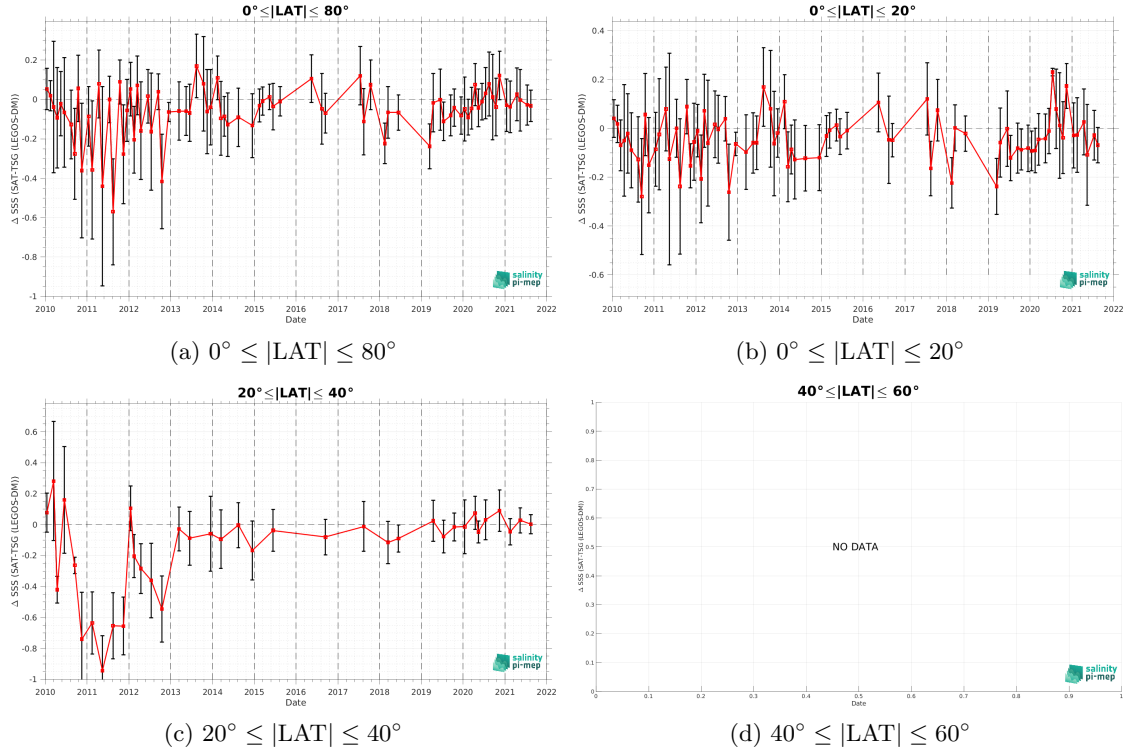 0°≤|LAT|≤ 80°
0.2
0
-0.2
-0.4
-0.6
-0.8
-1
Δ SSS (SAT-TSG (LEGOS-DM))
2010 2011 2012 2013 2014 2015 2016 2017 2018 2019 2020 2021 2022
Date
salinity
pi-mep
(a) 0° ≤ |LAT| ≤ 80°
0°≤|LAT|≤ 20°
0.4
0.2
0
-0.2
-0.4
-0.6
Δ SSS (SAT-TSG (LEGOS-DM))
2010 2011 2012 2013 2014 2015 2016 2017 2018 2019 2020 2021 2022
Date
salinity
pi-mep
(b) 0° ≤ |LAT| ≤ 20°
20°≤|LAT|≤ 40°
0.6
0.4
0.2
0
-0.2
-0.4
-0.6
-0.8
-1
Δ SSS (SAT-TSG (LEGOS-DM))
2010 2011 2012 2013 2014 2015 2016 2017 2018 2019 2020 2021 2022
Date
salinity
pi-mep
(c) 20° ≤ |LAT| ≤ 40°
40°≤|LAT|≤ 60°
1
0.9
0.8
0.7
0.6
0.5
0.4
0.3
0.2
0.1
0
Δ SSS (SAT-TSG (LEGOS-DM))
NO DATA
0 0.1 0.2 0.3 0.4 0.5 0.6 0.7 0.8 0.9 1
Date
salinity
pi-mep
(d) 40° ≤ |LAT| ≤ 60°